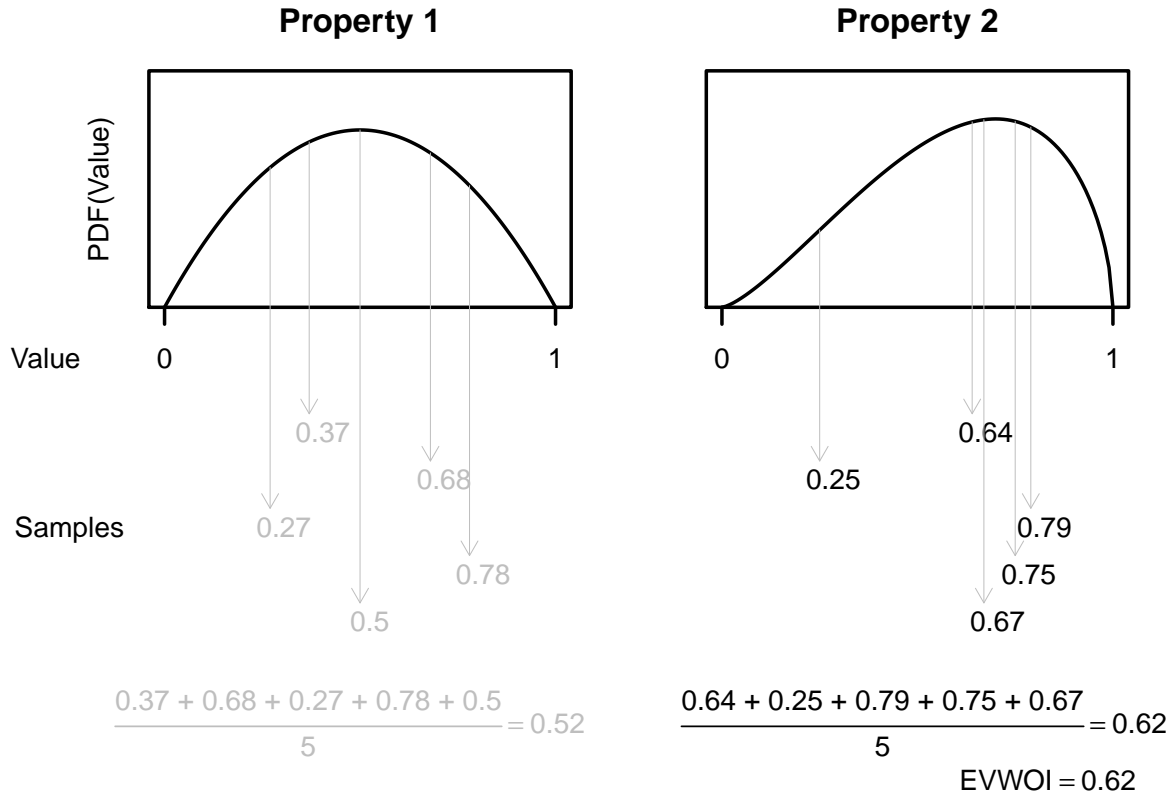 Property 1
Property 2
PDF(Value)
Value
0
1
0
1
Samples
0.37
0.68
0.27
0.78
0.5
0.64
0.25
0.79
0.75
0.67
0.37 + 0.68 + 0.27 + 0.78 + 0.5
5
= 0.52
0.64 + 0.25 + 0.79 + 0.75 + 0.67
5
= 0.62
EVWOI = 0.62